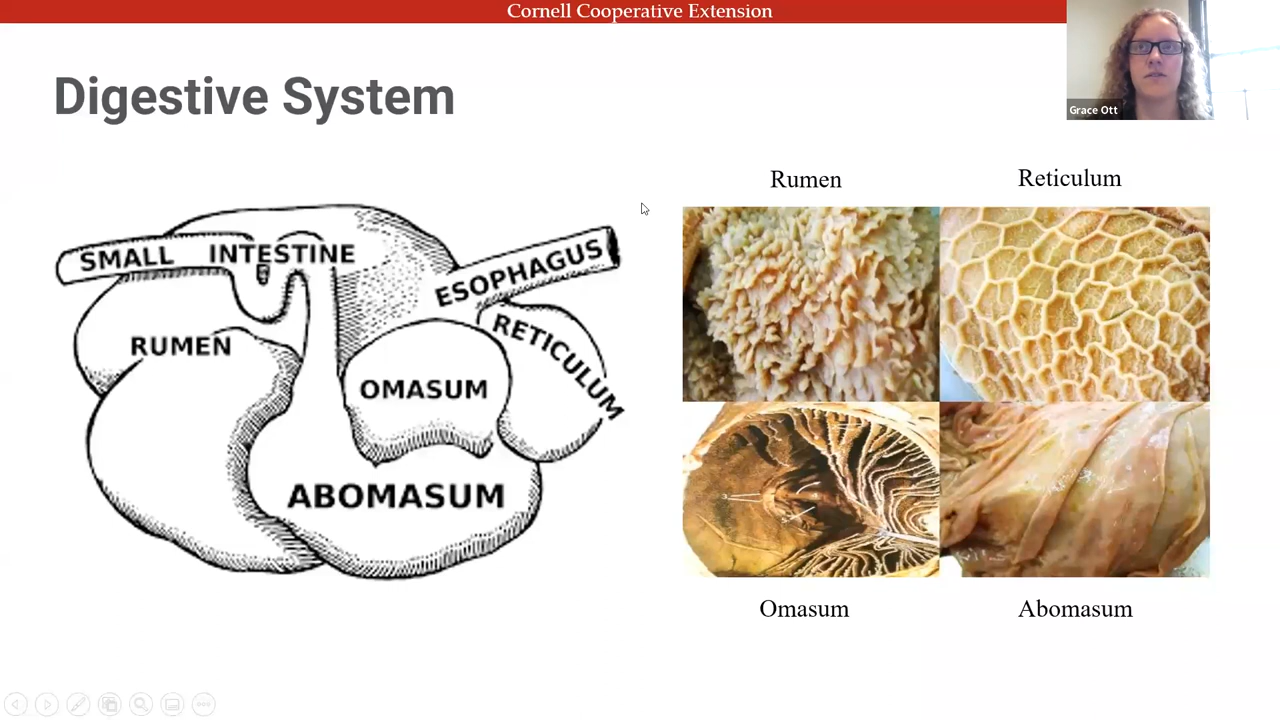 Cornell Cooperative Extension
Grace Ott
Digestive System
SMALL INTESTINE
ESOPHAGUS
RUMEN
RETICULUM
OMASUM
ABOMASUM
Rumen
Reticulum
Omasum
Abomasum